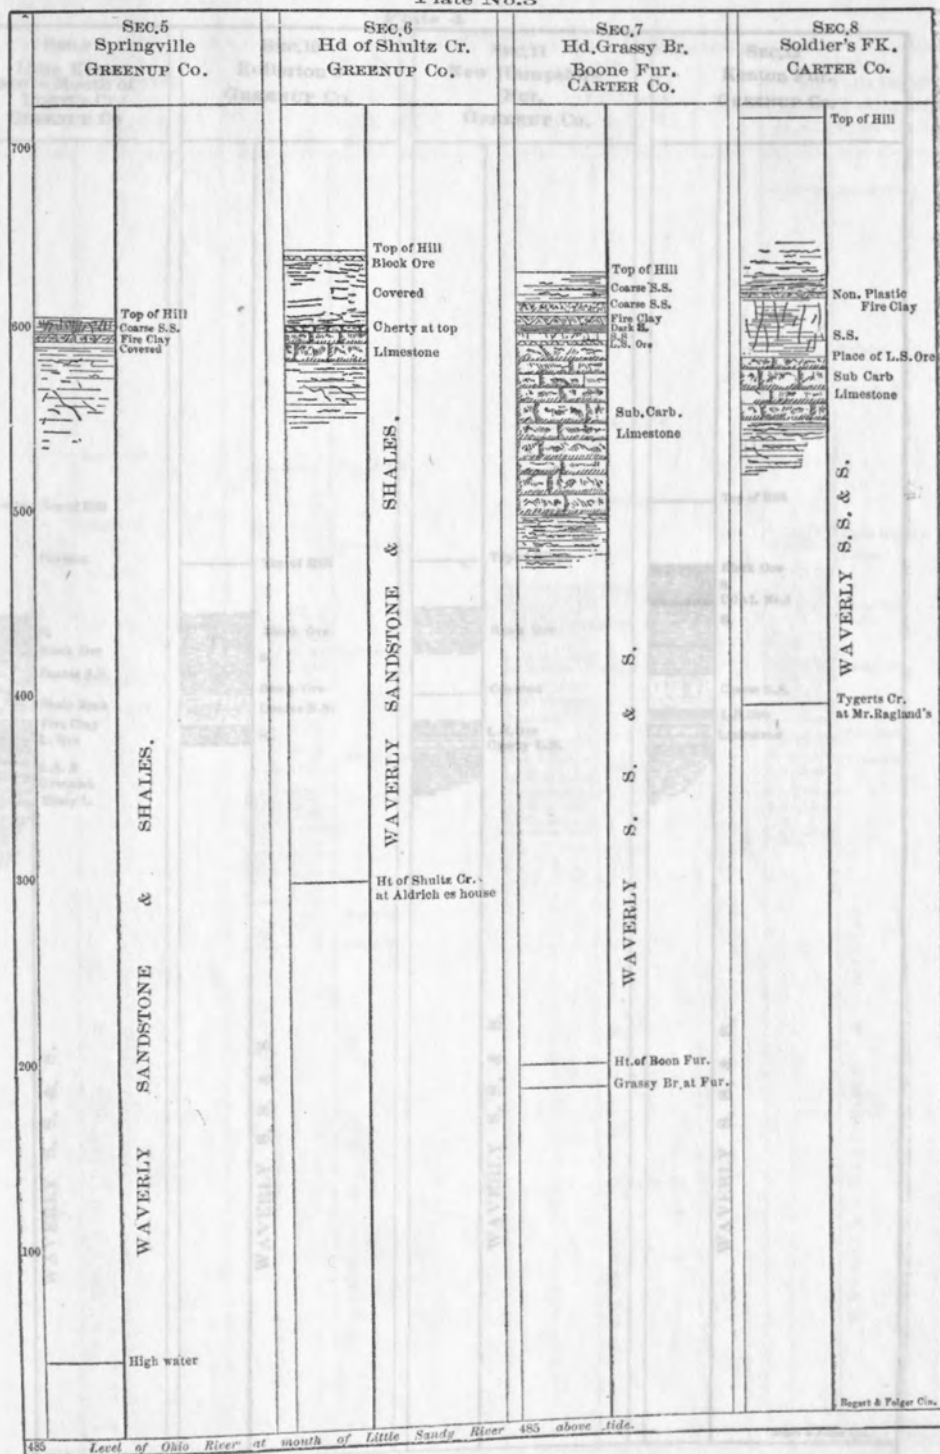 Plate No.3
SEC.5
Springville
GREENUP CO.
SEC.6
Hd of Shultz Cr.
GREENUP CO.
SEC.7
Hd,Grassy Br.
Boone Fur.
CARTER CO.
SEC.8
Soldier's FK.
CARTER CO.
700
600
500
400
300
200
100
Top of Hill
Coarse S.S.
Fire Clay
Covered
WAVERLY SANDSTONE & SHALES.
High water
Top of Hill
Block Ore
Covered
Cherty at top
Limestone
WAVERLY SANDSTONE & SHALES.
Ht of Shultz Cr.
at Aldrich es house
Top of Hill
Coarse S.S.
Coarse S.S.
Fire Clay
Dark S.
S.S
L.S. Ore
Sub.Carb.
Limestone
WAVERLY S. S. & S.
Ht.of Boon Fur.
Grassy Br.at Fur.
Top of Hill
Non. Plastic
Fire Clay
S.S.
Place of L.S.Ore
Sub Carb
Limestone
WAVERLY S.S. & S.
Tygerts Cr.
at Mr.Ragland's
Bogart & Folger Cin.
485 Level of Ohio River at mouth of Little Sandy River 485 above tide.